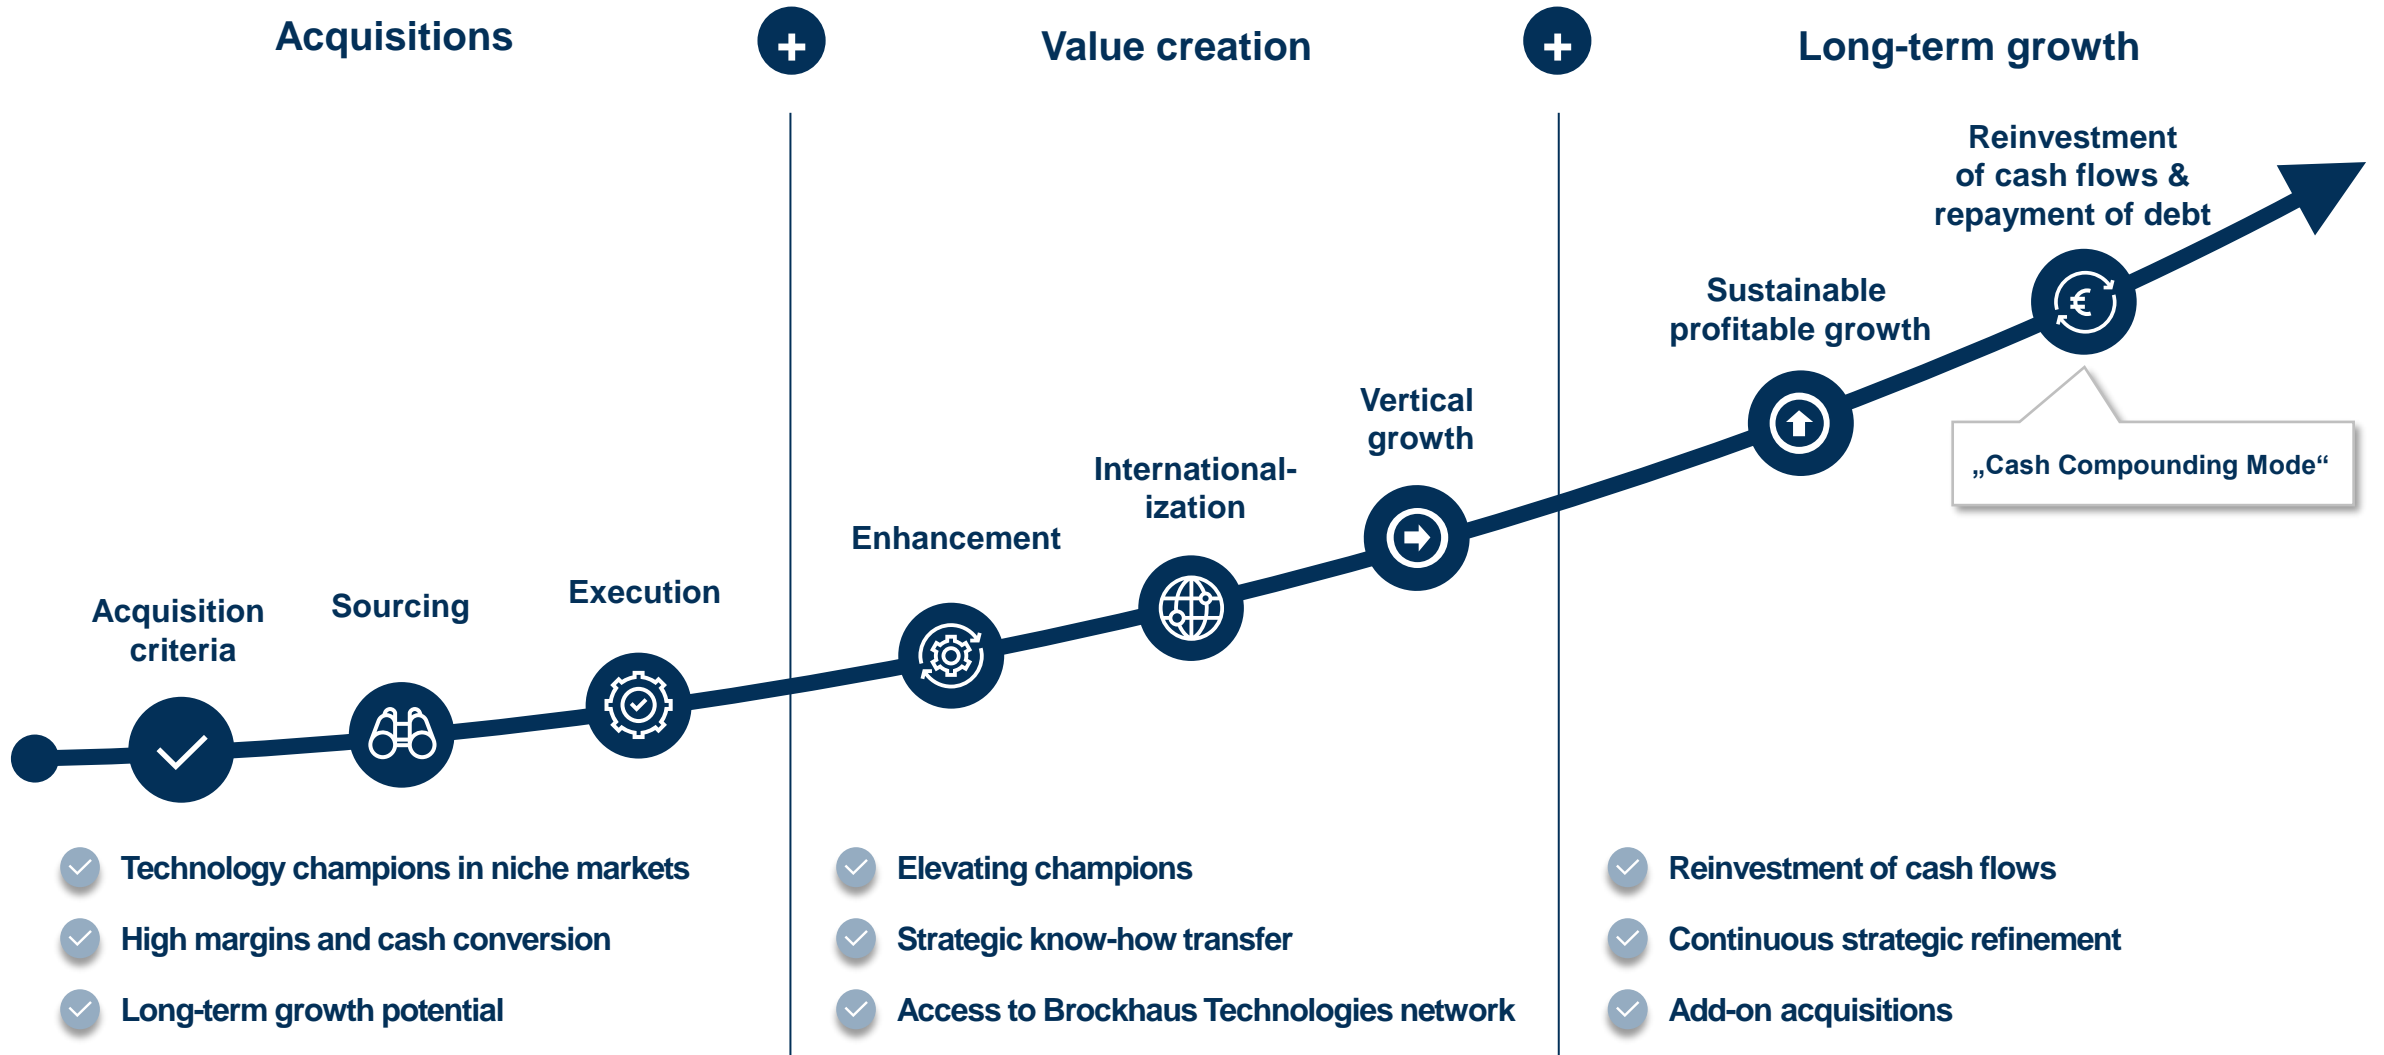 Acquisitions
+
Value creation
+
Long-term growth
Acquisition
criteria
Sourcing
Execution
Enhancement
International-
ization
Vertical
growth
Sustainable
profitable growth
Reinvestment
of cash flows &
repayment of debt
€
„Cash Compounding Mode“
Technology champions in niche markets
High margins and cash conversion
Long-term growth potential
Elevating champions
Strategic know-how transfer
Access to Brockhaus Technologies network
Reinvestment of cash flows
Continuous strategic refinement
Add-on acquisitions